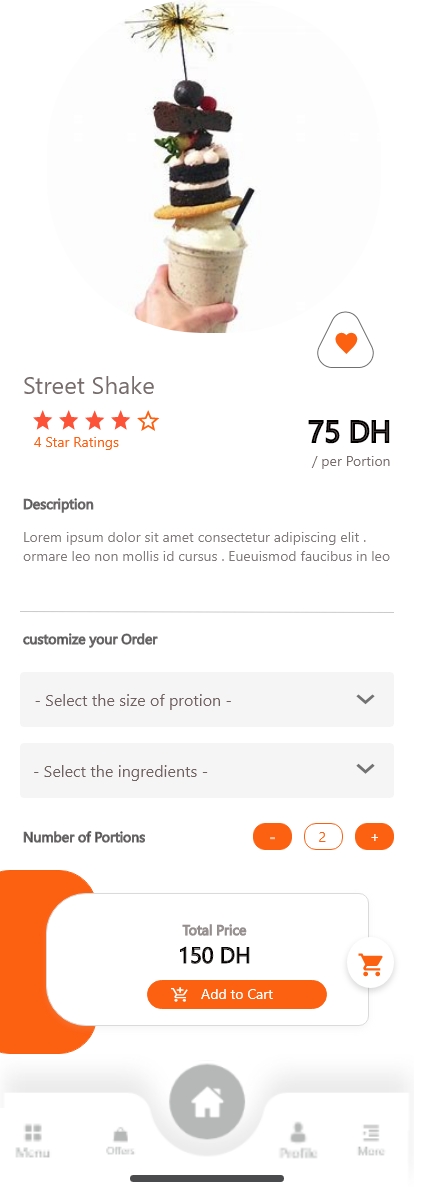 Street Shake
4 Star Ratings
75 DH
/ per Portion
Description
Lorem ipsum dolor sit amet consectetur adipiscing elit .
ormare leo non mollis id cursus . Eueuismod faucibus in leo
customize your Order
- Select the size of protion -
- Select the ingredients -
Number of Portions - 2 +
Total Price
150 DH
Add to Cart
Menu Offers Profile More